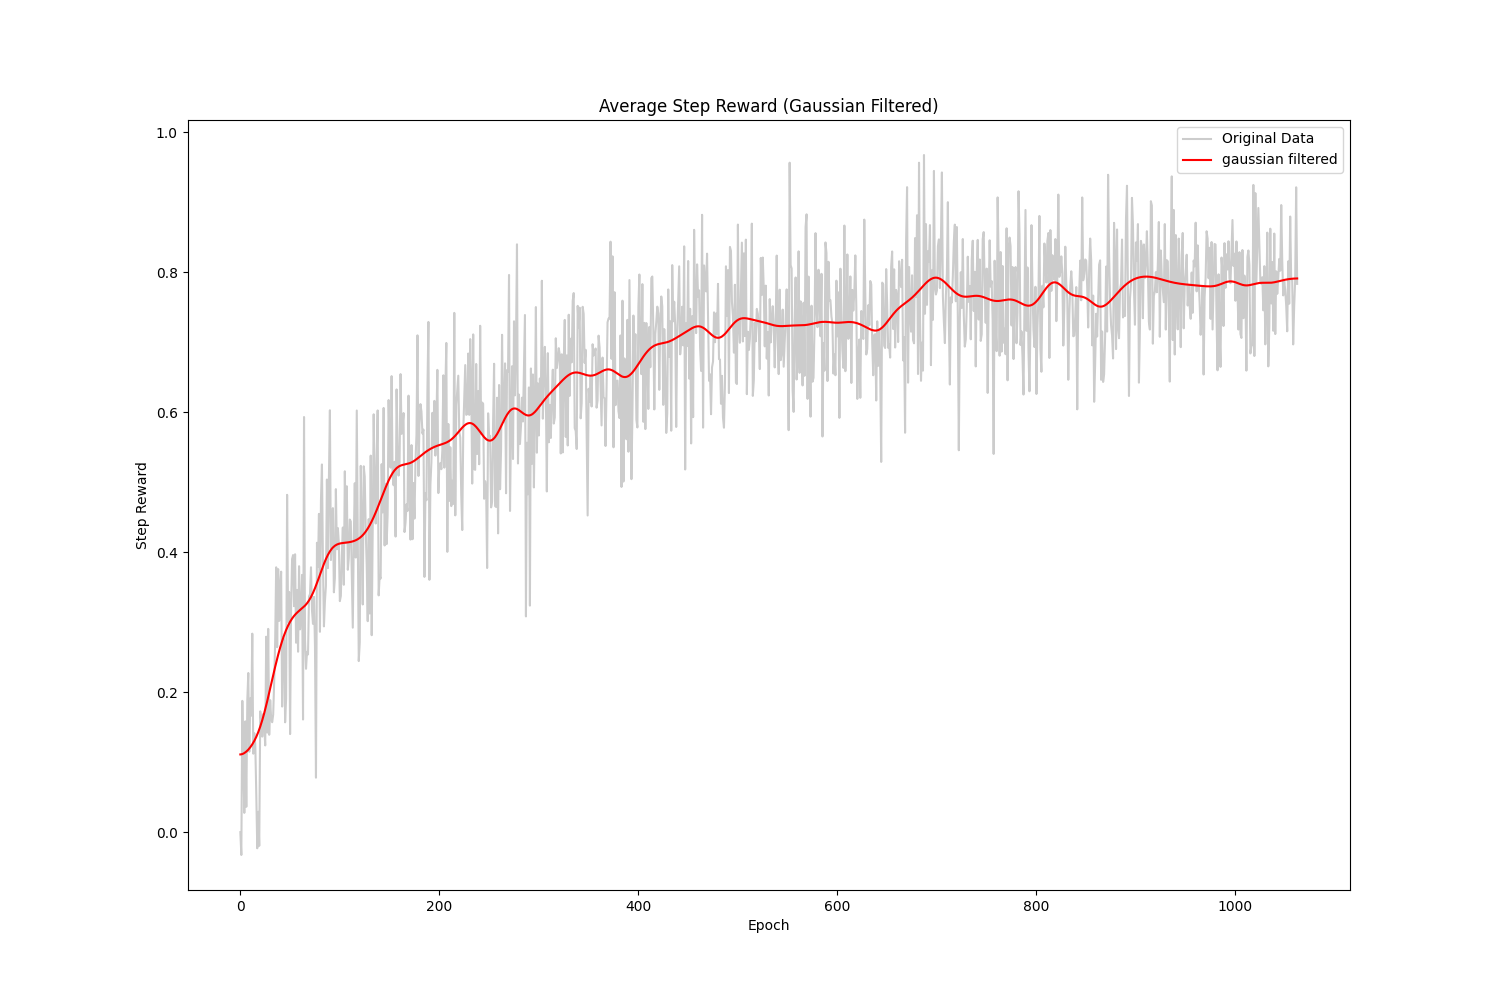 Average Step Reward (Gaussian Filtered)
Original Data
gaussian filtered
Step Reward
1.0
0.8
0.6
0.4
0.2
0.0
0 200 400 600 800 1000
Epoch